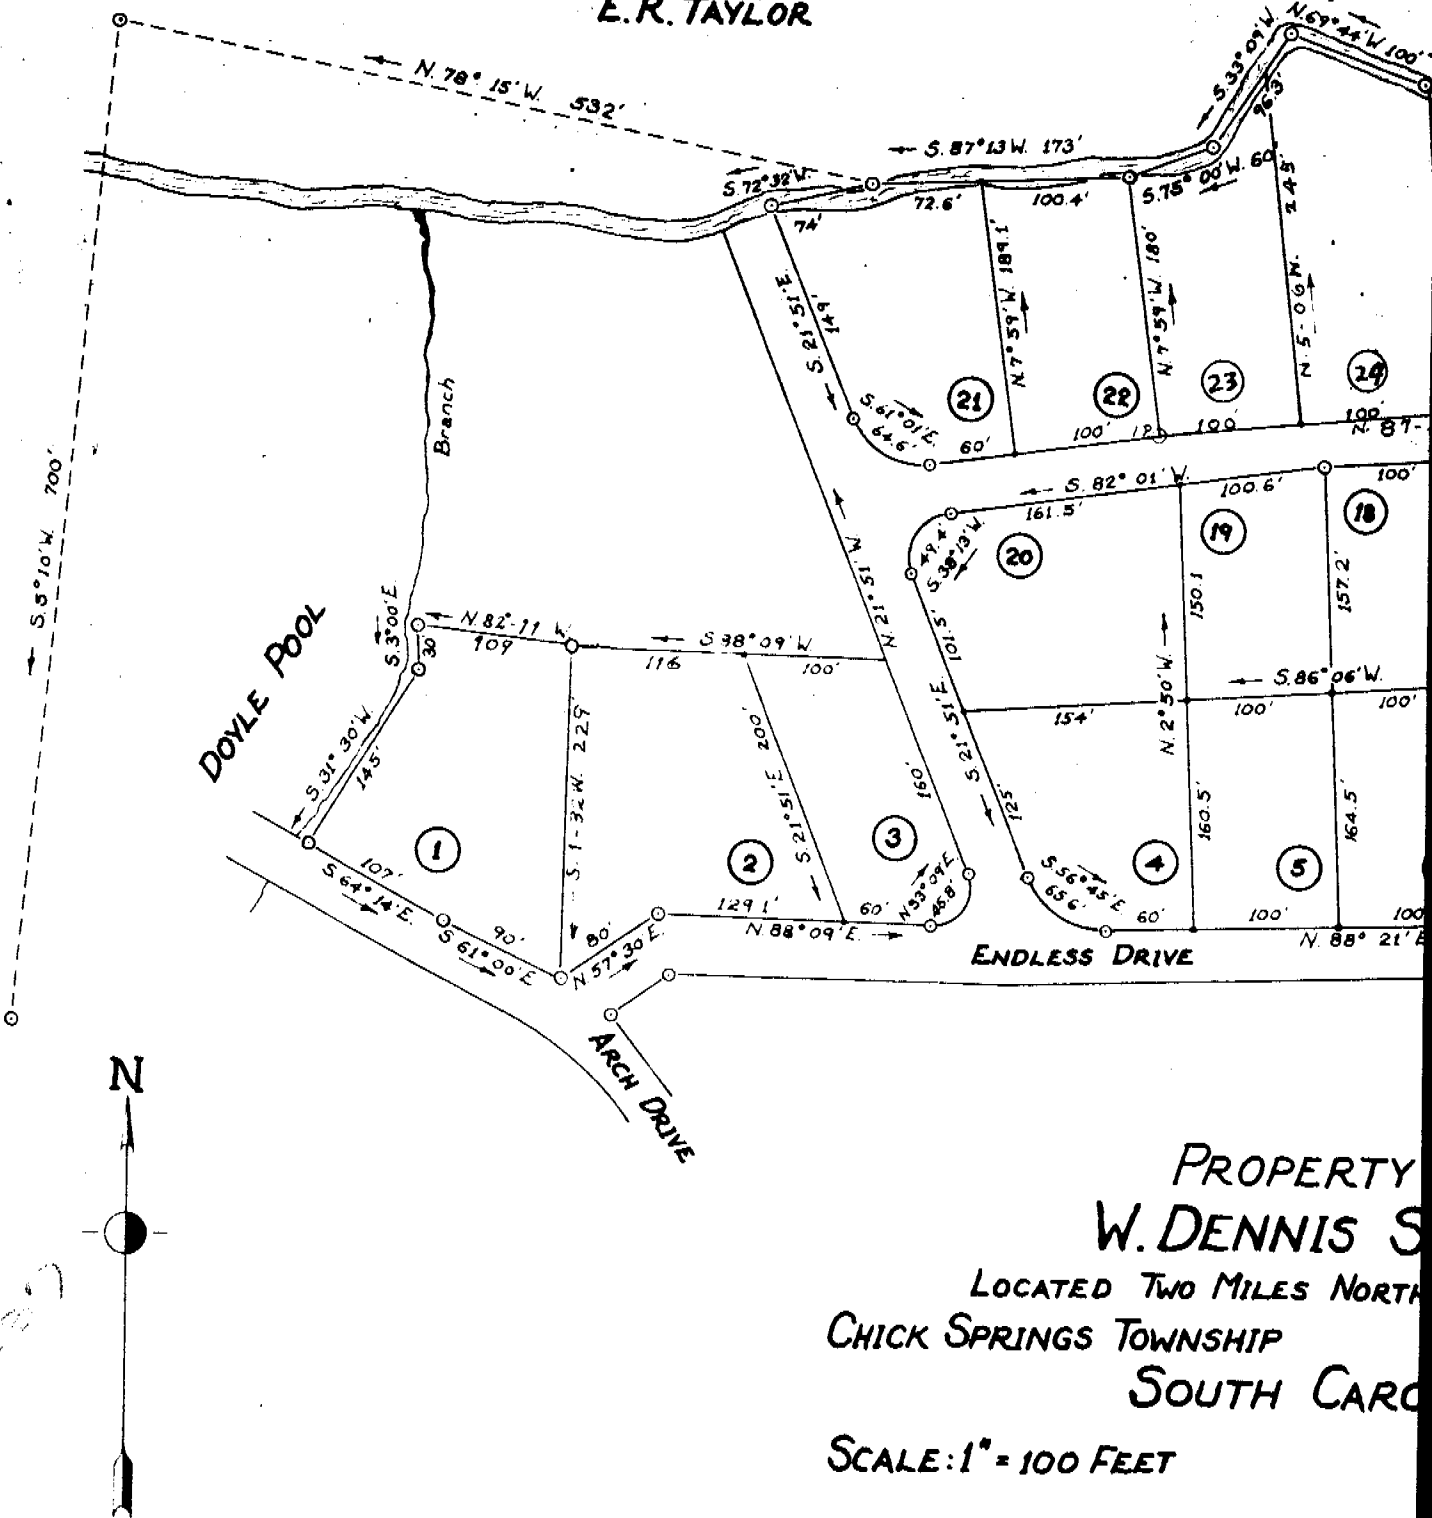 E.R. TAYLOR
N. 69° 44' W. 100'
S. 33° 09' W.
96.3'
N. 78° 15' W. 532'
S. 87° 13 W. 173'
S. 72° 32' W.
74'
72.6'
100.4'
S. 75° 00' W. 60'
245'
N. 5-06 W.
S. 21° 51' E.
149'
N. 7° 59' W. 189.1'
N. 7° 59' W. 180'
21
22
23
24
S. 61° 01' E.
64.6'
60'
100'
I.P.
100'
100'
N. 87-
Branch
S. 8° 10' W. 700'
S. 82° 01' W.
161.5'
100.6'
100'
49.4'
S. 38° 13' W.
20
19
18
N. 21° 51' W
101.5'
150.1
157.2'
DOYLE POOL
S. 3° 00' E.
30'
N. 82-11 W.
109
S 88° 09' W.
116
100'
S. 86° 06' W.
154'
100'
100'
S. 21° 51' E.
125'
N. 2° 50' W.
160.5'
164.5'
S. 31° 30' W.
145'
S. 1-32 W. 229'
S. 21° 51' E 200'
160'
1
2
3
4
5
107'
S. 64° 14' E.
90'
S 61° 00' E
80'
N. 57° 30 E.
129.1'
60'
N. 88° 09' E.
N 53° 09' E.
45.8'
S. 56° 45' E.
65.6'
60'
100'
100
N. 88° 21' E
ENDLESS DRIVE
ARCH DRIVE
N
PROPERTY
W. DENNIS S
LOCATED TWO MILES NORTH
CHICK SPRINGS TOWNSHIP
SOUTH CARO
SCALE: 1" = 100 FEET